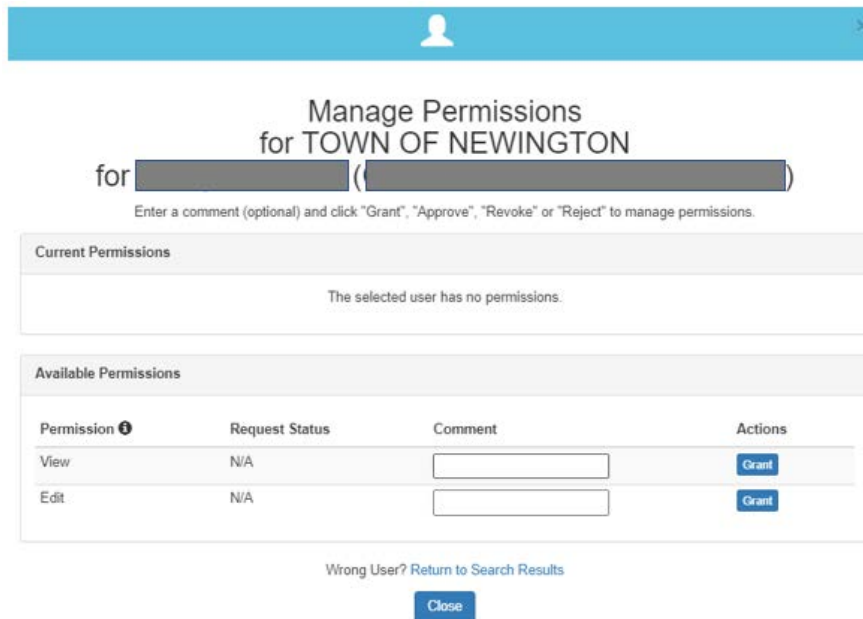 Manage Permissions
for TOWN OF NEWINGTON
for ( )
Enter a comment (optional) and click "Grant", "Approve", "Revoke" or "Reject" to manage permissions.
Current Permissions
The selected user has no permissions.
Available Permissions
Permission Request Status Comment Actions
View N/A Grant
Edit N/A Grant
Wrong User? Return to Search Results
Close